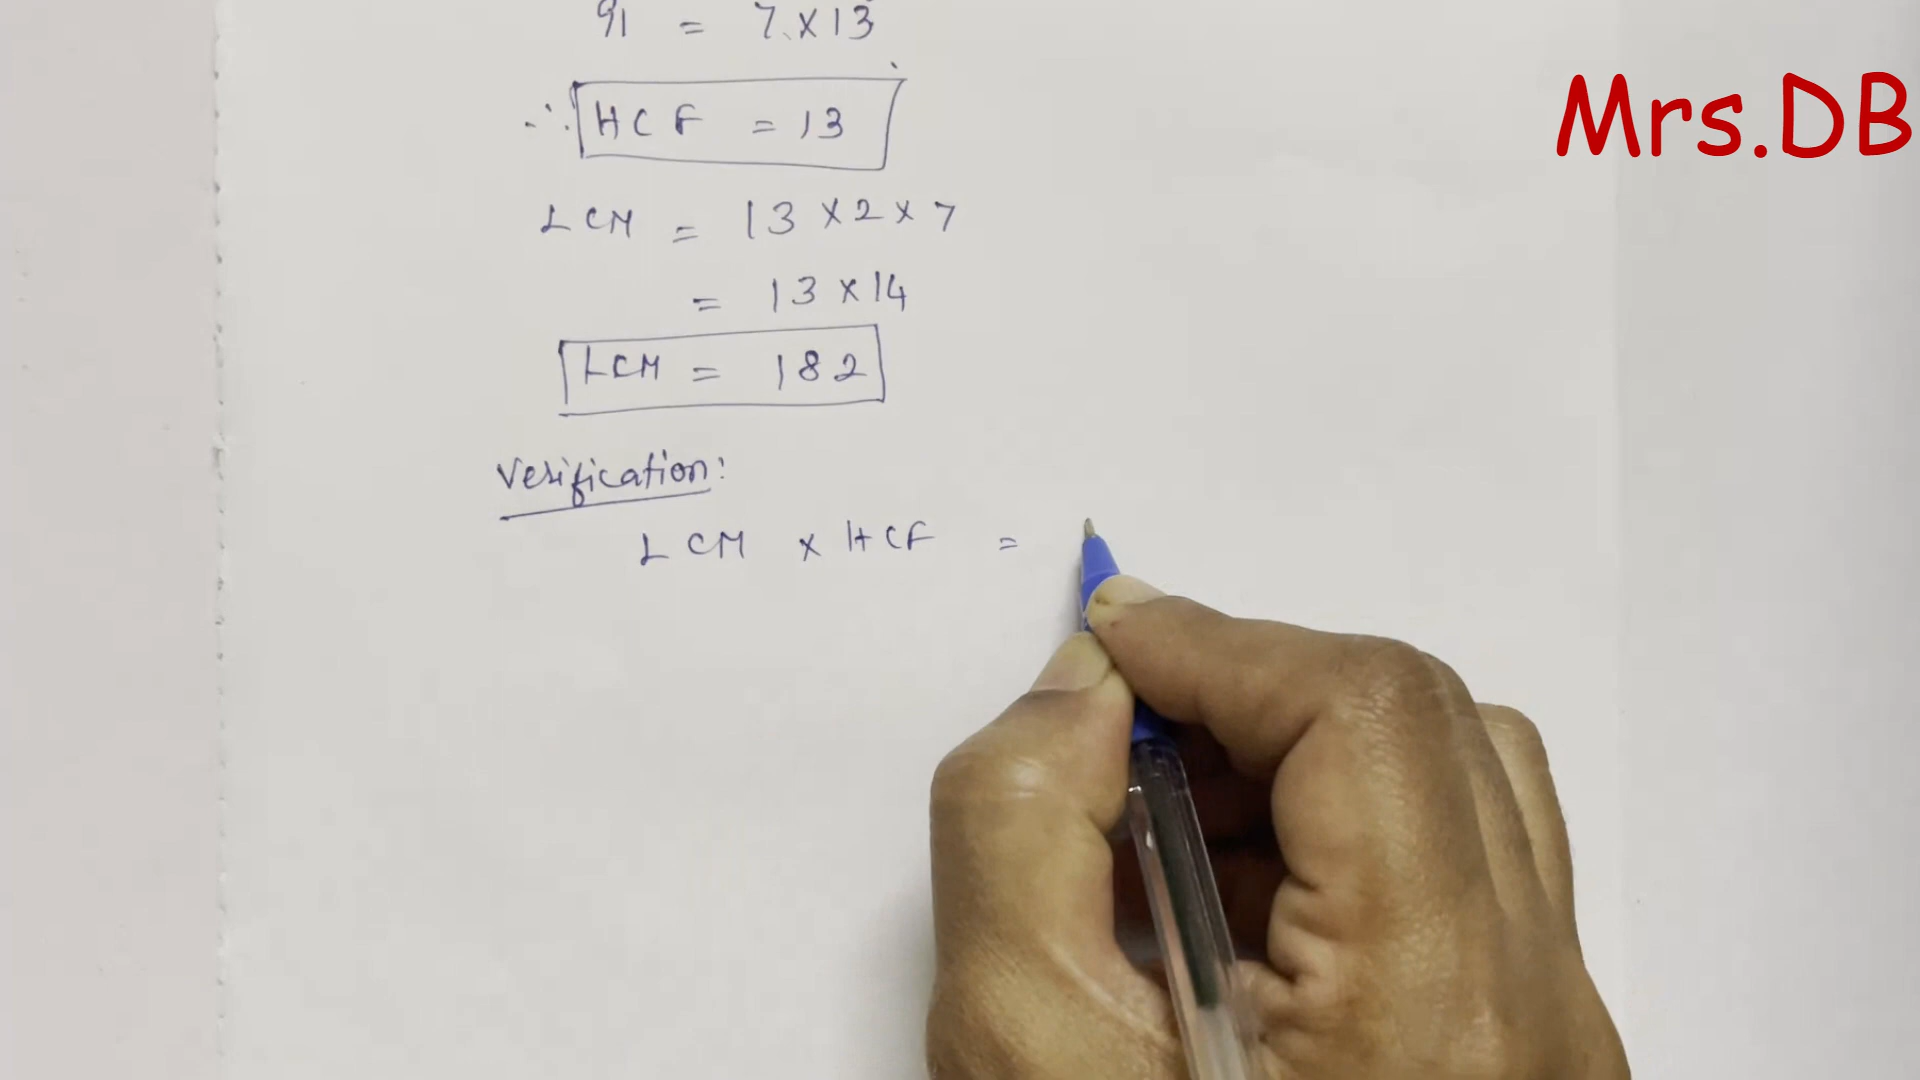 91 = 7 × 13
Mrs.DB
∴ HCF = 13
LCM = 13 × 2 × 7
= 13 × 14
LCM = 182
Verification:
LCM × HCF =